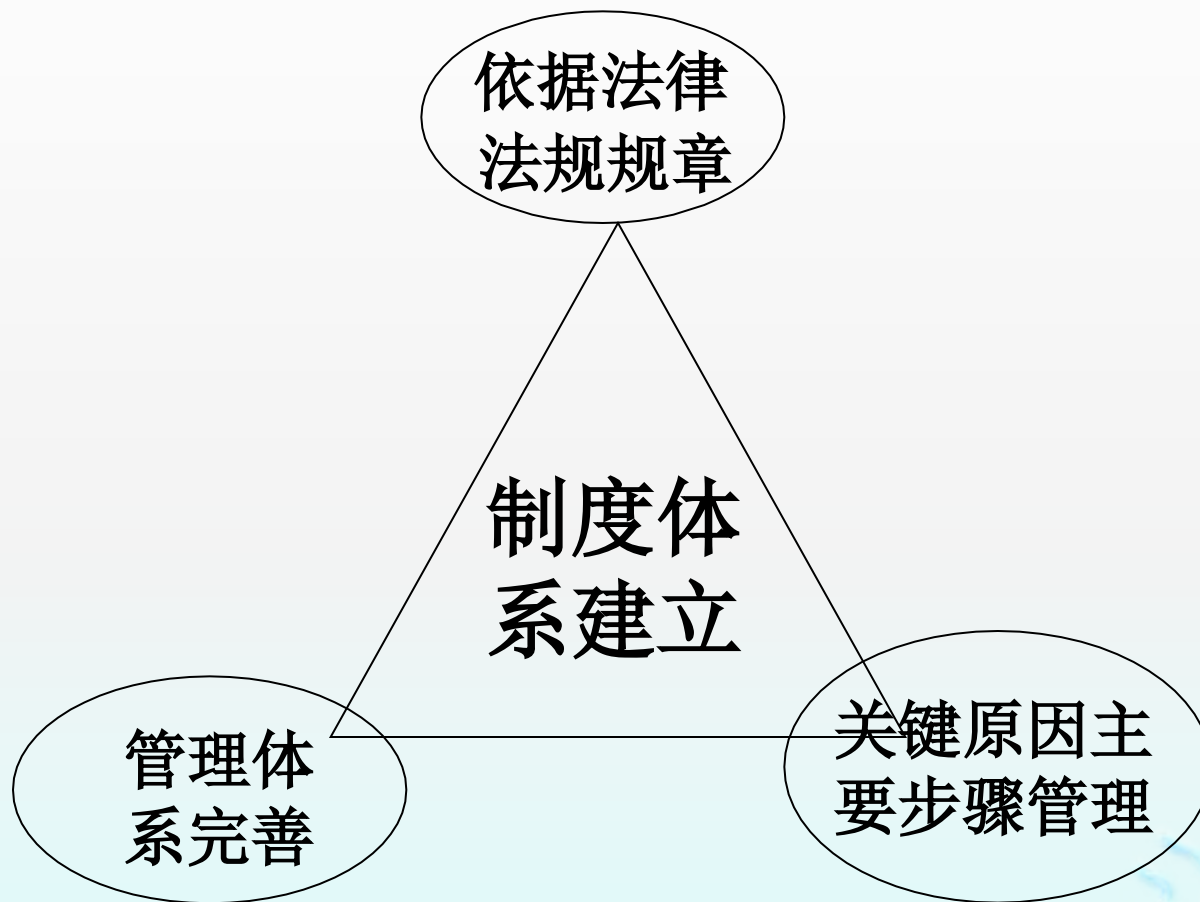 依据法律
法规规章
制度体
系建立
管理体
系完善
关键原因主
要步骤管理